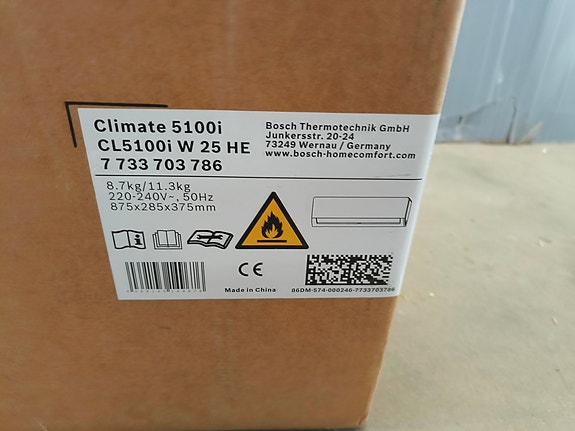 Climate 5100i
CL5100i W 25 HE
7 733 703 786
Bosch Thermotechnik GmbH
Junkersstr. 20-24
73249 Wernau / Germany
www.bosch-homecomfort.com
8.7kg/11.3kg
220-240V~, 50Hz
875x285x375mm
CE
Made in China
86DM-574-000246-7733703786